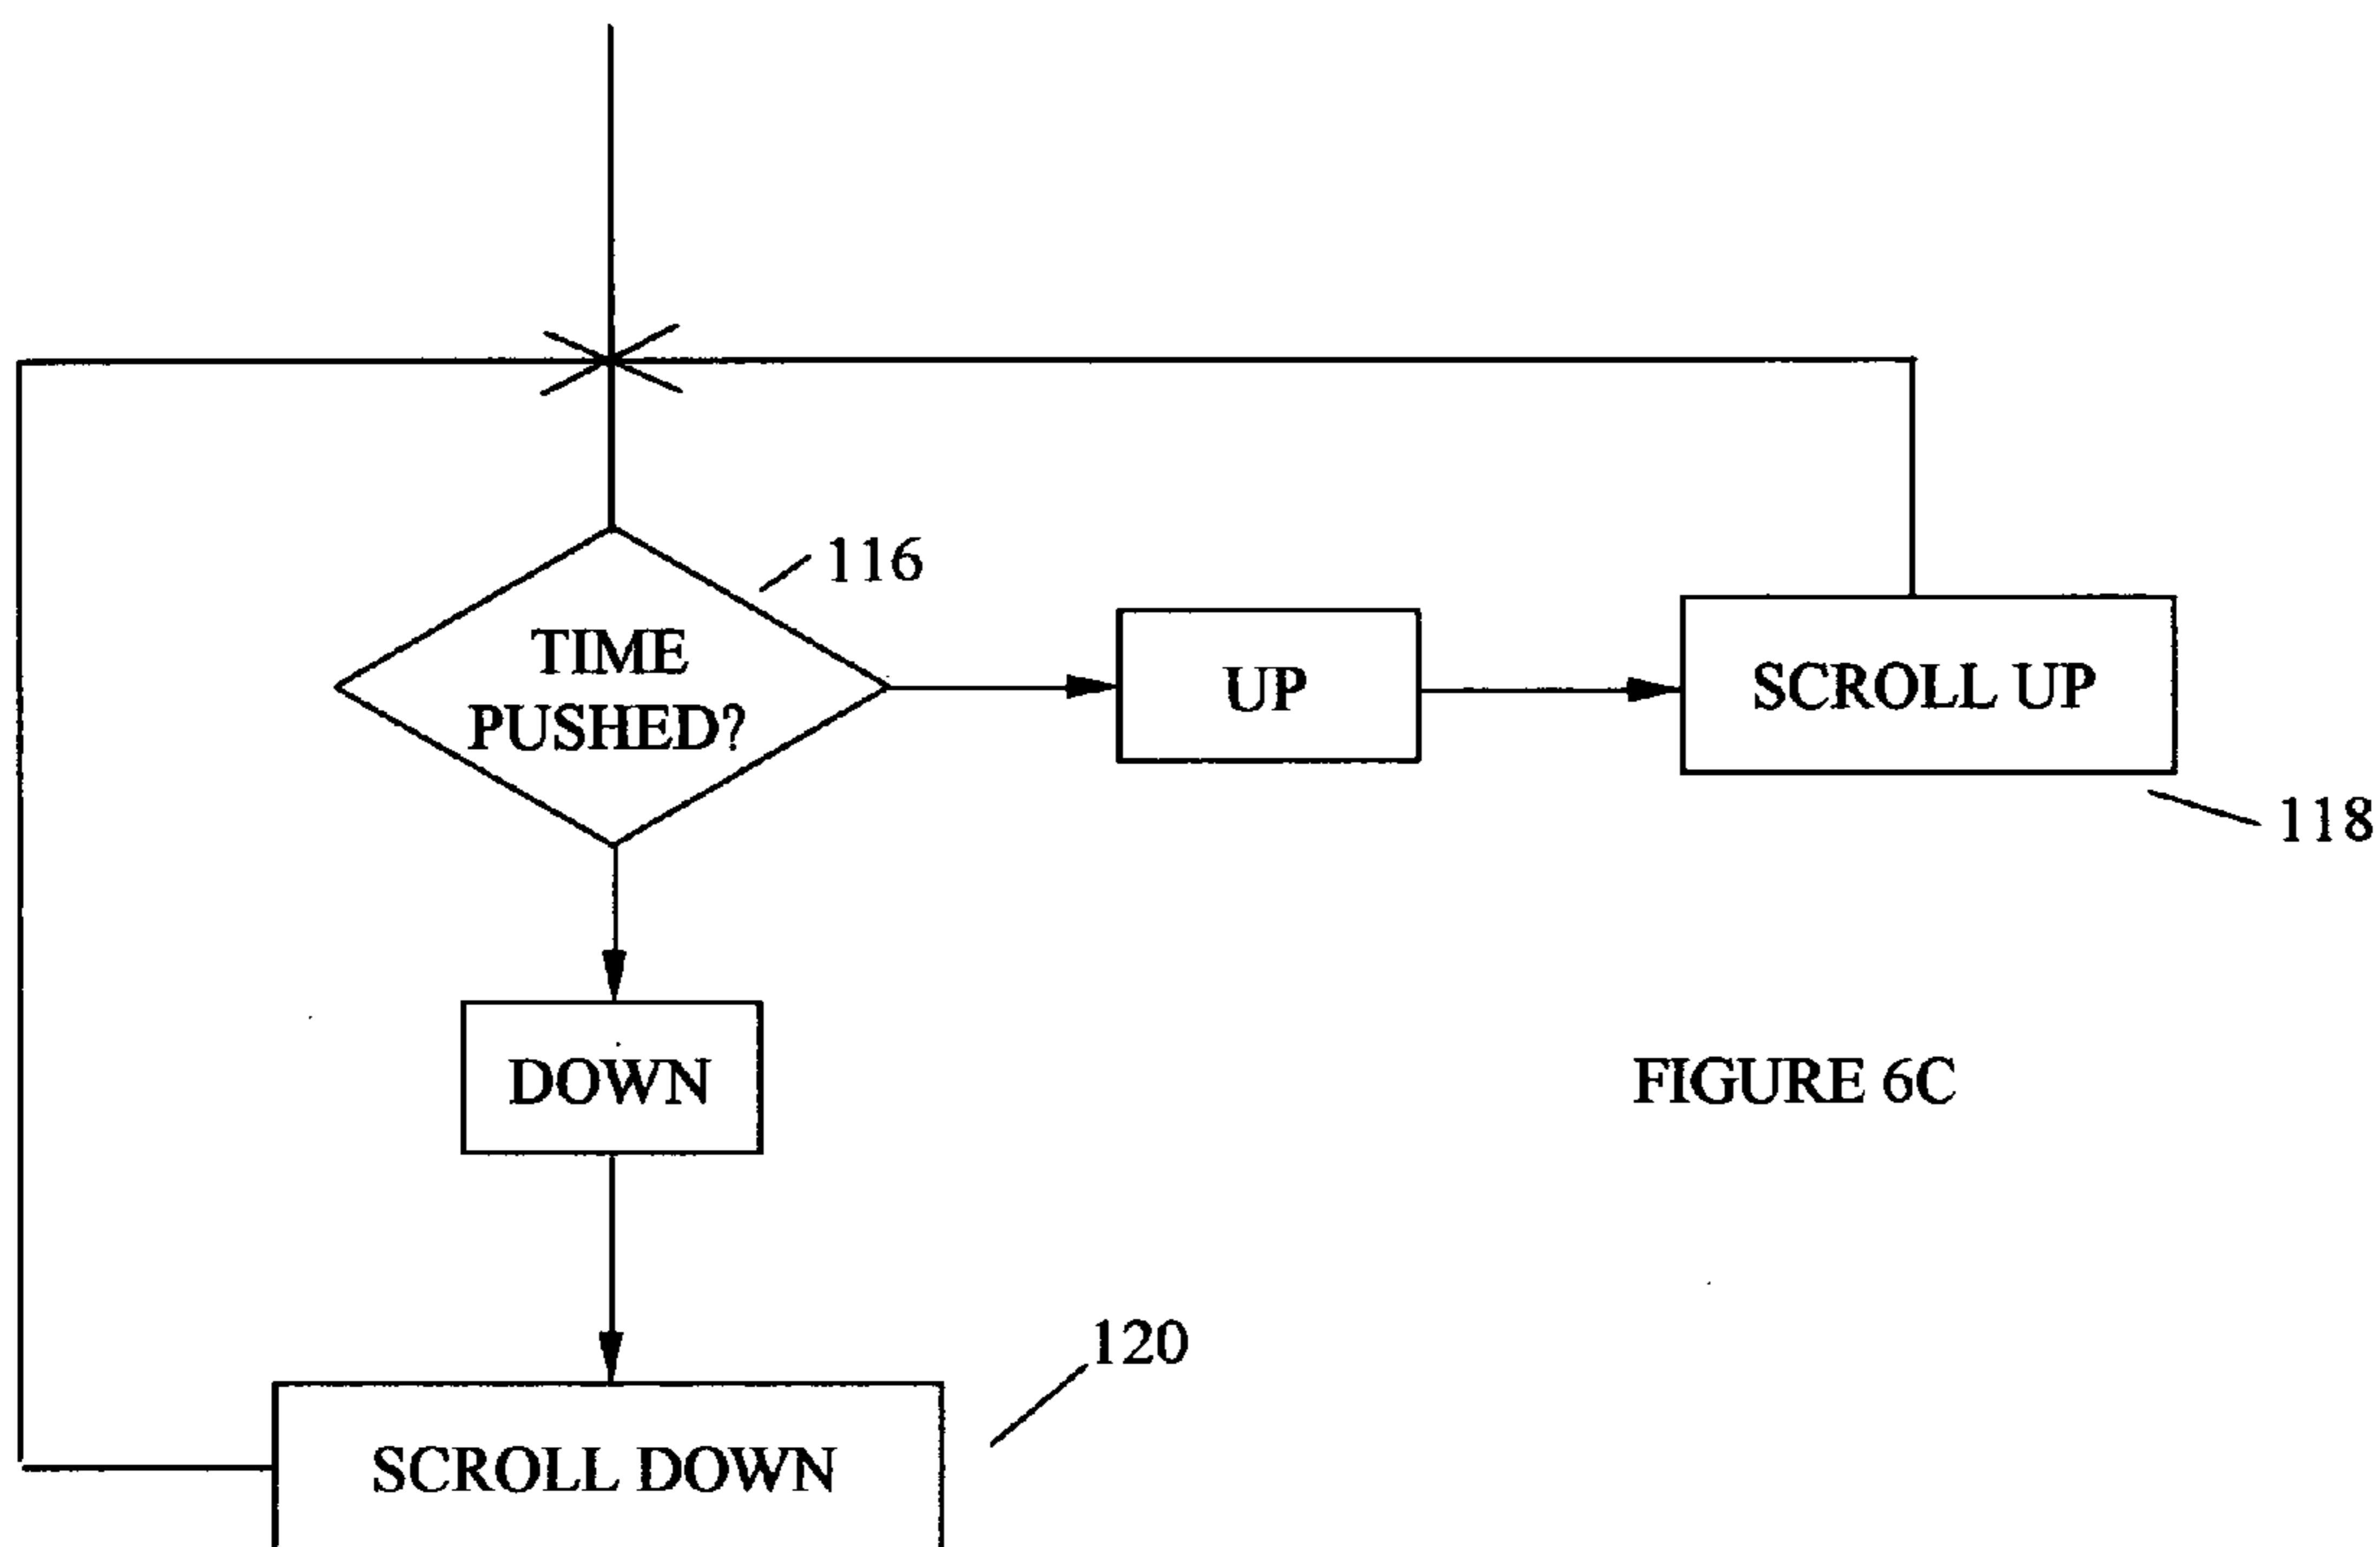 116
TIME
PUSHED?
UP
SCROLL UP
118
DOWN
FIGURE 6C
120
SCROLL DOWN